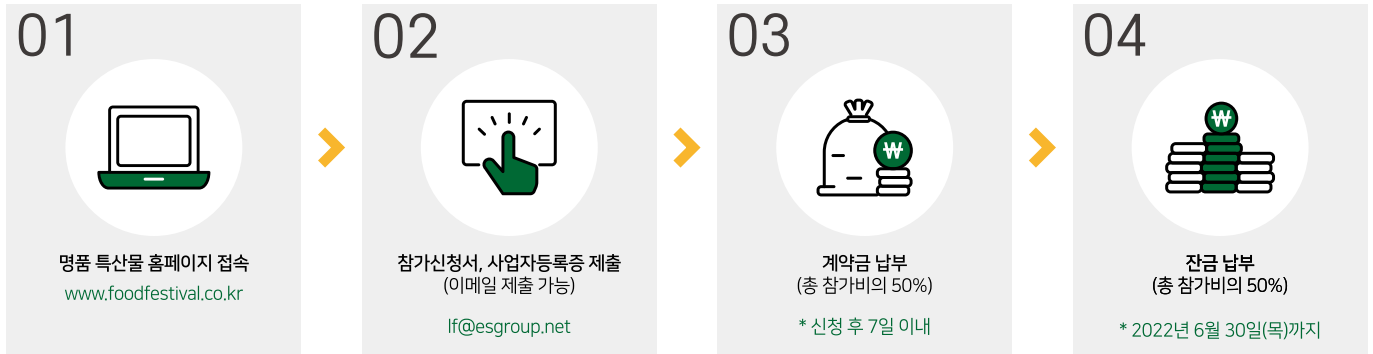 01
명품 특산물 홈페이지 접속
www.foodfestival.co.kr
02
참가신청서, 사업자등록증 제출
(이메일 제출 가능)
lf@esgroup.net
03
계약금 납부
(총 참가비의 50%)
* 신청 후 7일 이내
04
잔금 납부
(총 참가비의 50%)
* 2022년 6월 30일(목)까지